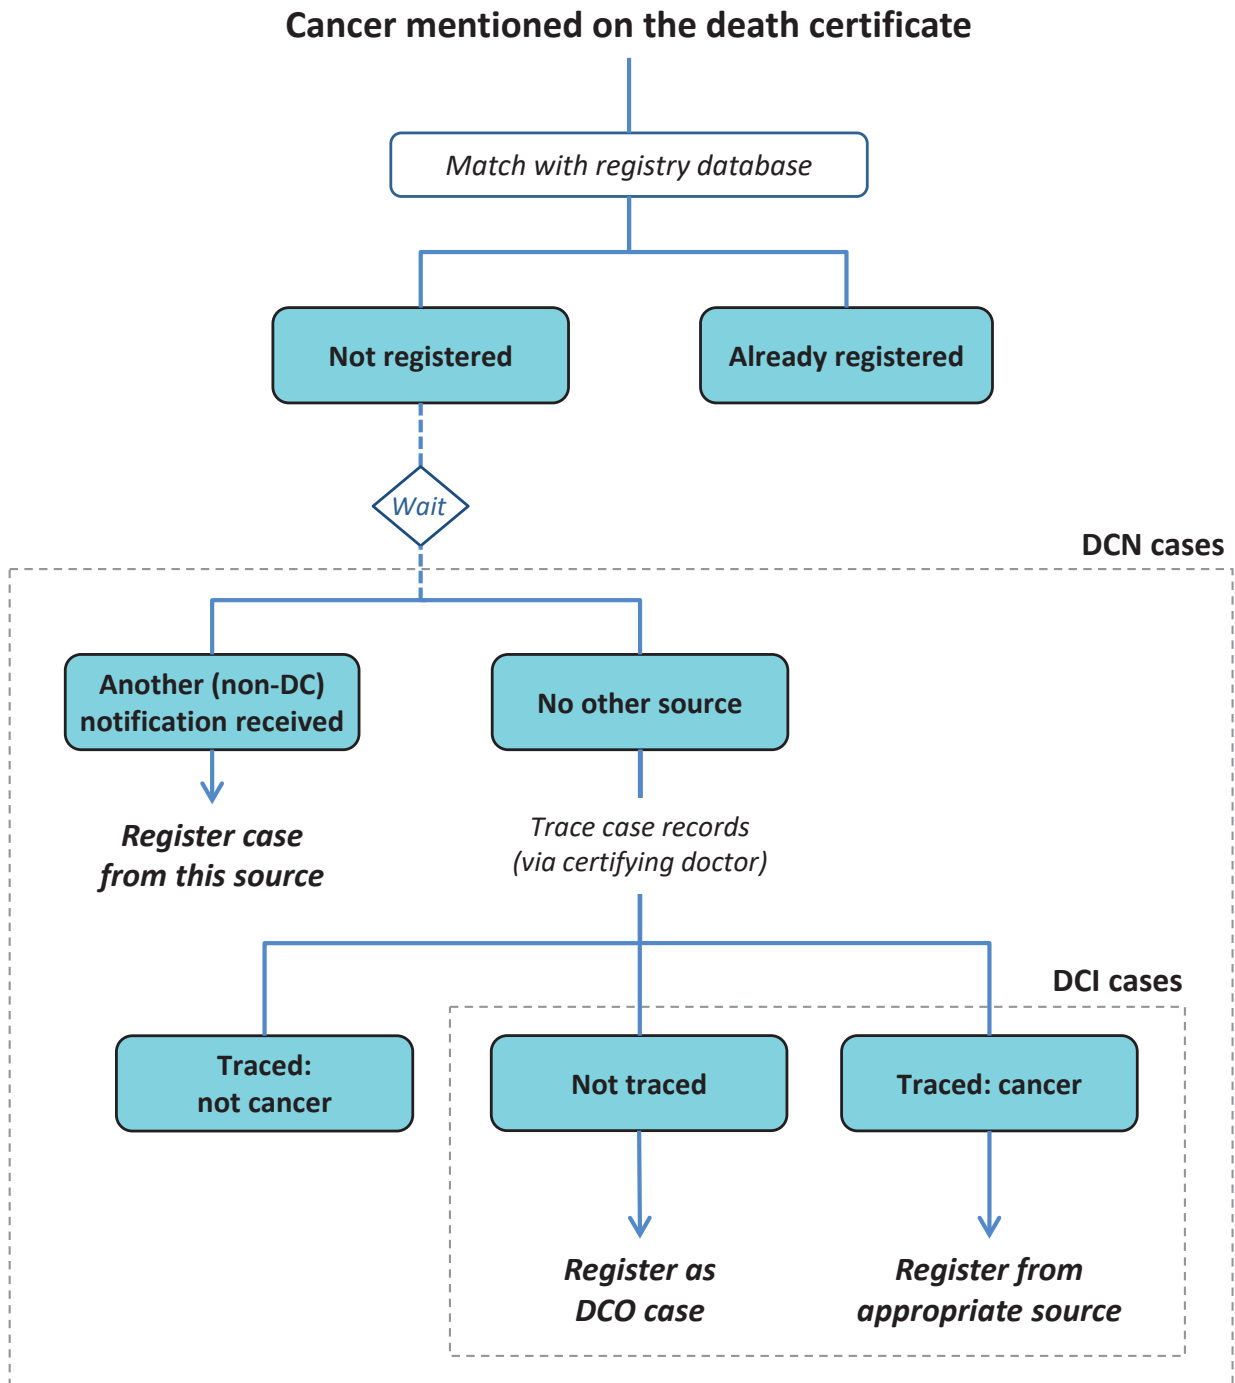 Cancer mentioned on the death certificate
Match with registry database
Not registered
Already registered
Wait
DCN cases
Another (non-DC)
notification received
No other source
Register case
from this source
Trace case records
(via certifying doctor)
DCI cases
Traced:
not cancer
Not traced
Traced: cancer
Register as
DCO case
Register from
appropriate source